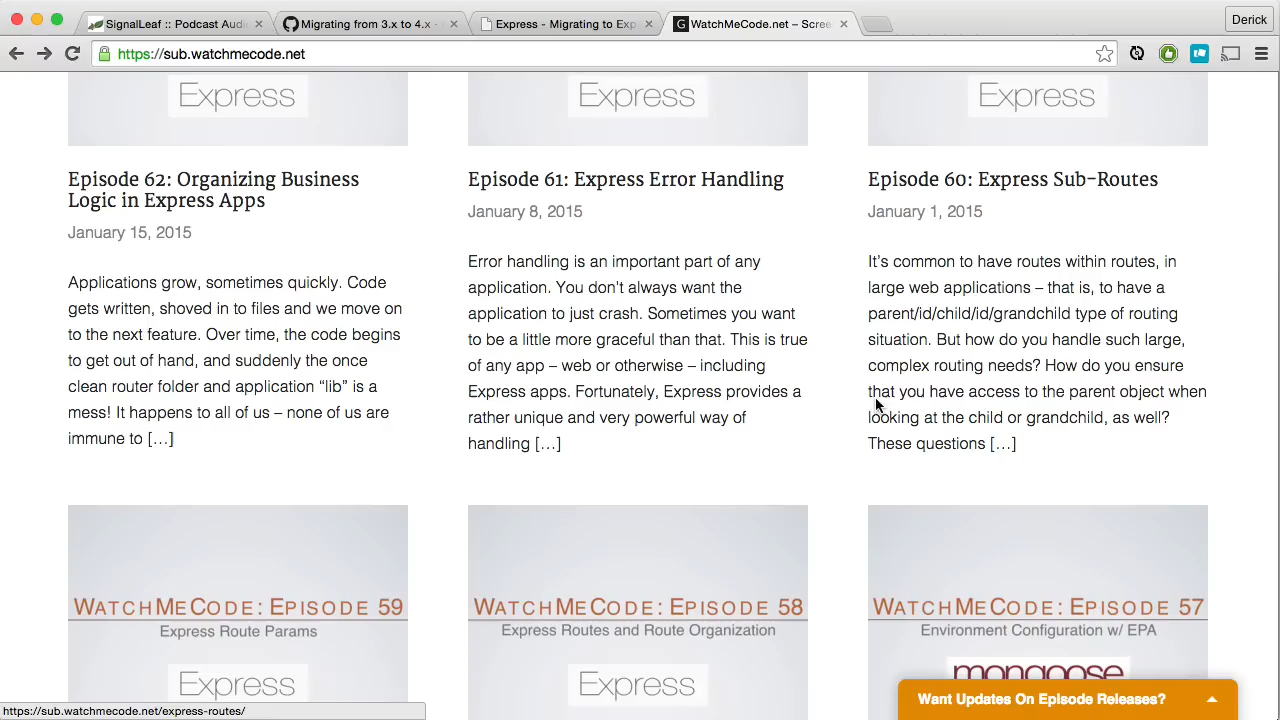 SignalLeaf :: Podcast Audi
Migrating from 3.x to 4.x ·
Express - Migrating to Exp
WatchMeCode.net – Scree
Derick
https://sub.watchmecode.net
Express
Express
Express
Episode 62: Organizing Business
Logic in Express Apps
January 15, 2015
Applications grow, sometimes quickly. Code
gets written, shoved in to files and we move on
to the next feature. Over time, the code begins
to get out of hand, and suddenly the once
clean router folder and application “lib” is a
mess! It happens to all of us – none of us are
immune to […]
Episode 61: Express Error Handling
January 8, 2015
Error handling is an important part of any
application. You don’t always want the
application to just crash. Sometimes you want
to be a little more graceful than that. This is true
of any app – web or otherwise – including
Express apps. Fortunately, Express provides a
rather unique and very powerful way of
handling […]
Episode 60: Express Sub-Routes
January 1, 2015
It’s common to have routes within routes, in
large web applications – that is, to have a
parent/id/child/id/grandchild type of routing
situation. But how do you handle such large,
complex routing needs? How do you ensure
that you have access to the parent object when
looking at the child or grandchild, as well?
These questions […]
WATCHMECODE: EPISODE 59
Express Route Params
Express
WATCHMECODE: EPISODE 58
Express Routes and Route Organization
Express
WATCHMECODE: EPISODE 57
Environment Configuration w/ EPA
mongoose
Want Updates On Episode Releases?
https://sub.watchmecode.net/express-routes/